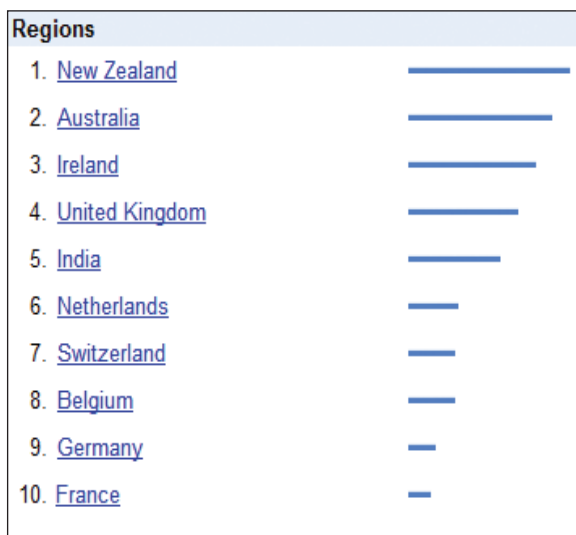 Regions
1. New Zealand
2. Australia
3. Ireland
4. United Kingdom
5. India
6. Netherlands
7. Switzerland
8. Belgium
9. Germany
10. France